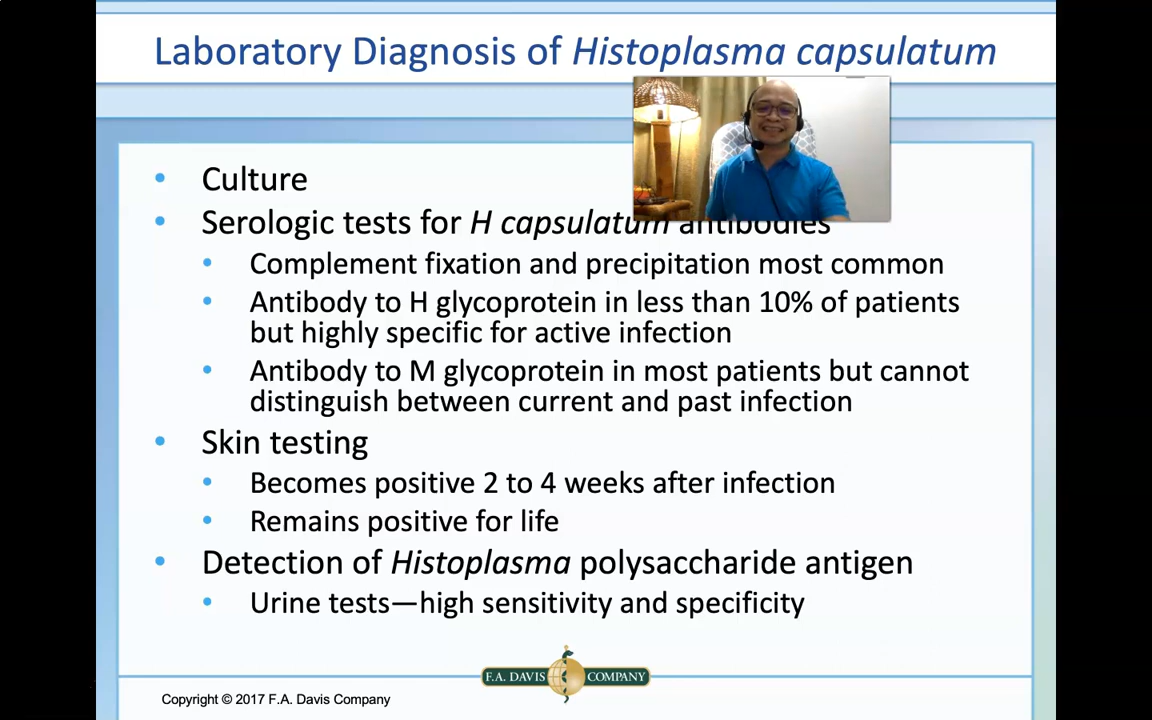 Laboratory Diagnosis of Histoplasma capsulatum
• Culture
• Serologic tests for H capsulatum antibodies
• Complement fixation and precipitation most common
• Antibody to H glycoprotein in less than 10% of patients
but highly specific for active infection
• Antibody to M glycoprotein in most patients but cannot
distinguish between current and past infection
• Skin testing
• Becomes positive 2 to 4 weeks after infection
• Remains positive for life
• Detection of Histoplasma polysaccharide antigen
• Urine tests—high sensitivity and specificity
F.A. DAVIS COMPANY
Copyright © 2017 F.A. Davis Company